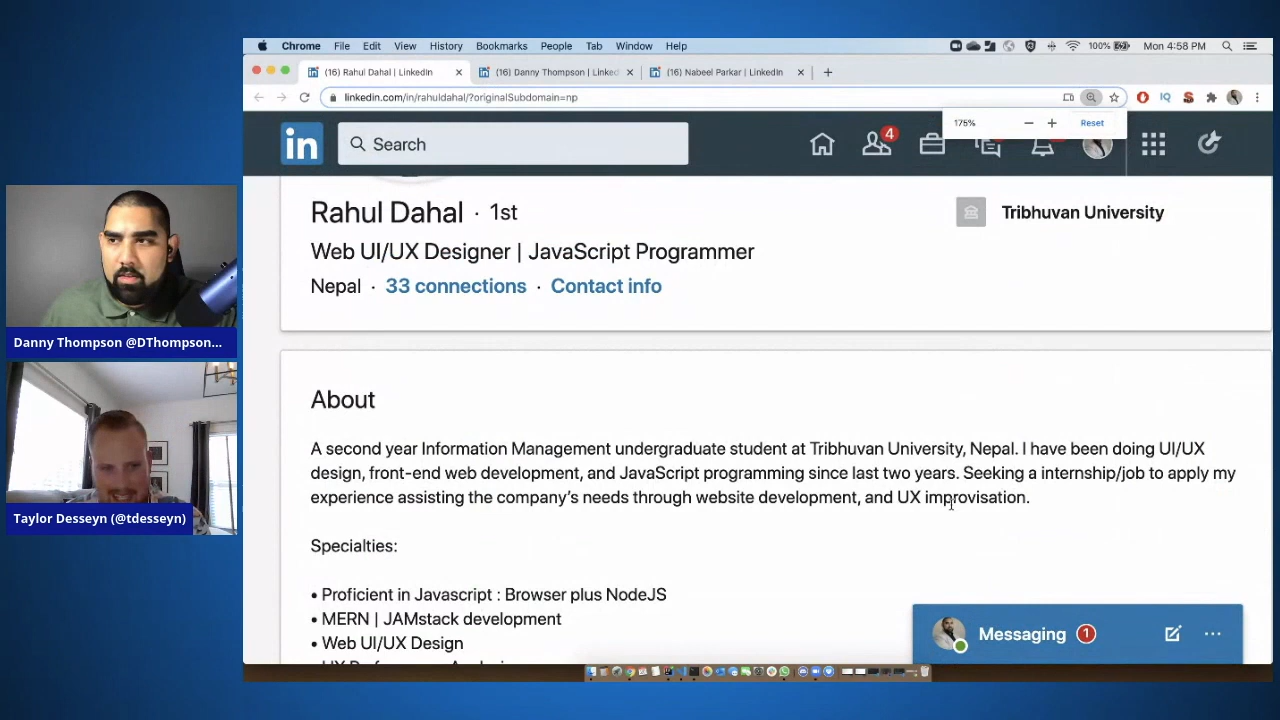 Chrome File Edit View History Bookmarks People Tab Window Help
100% Mon 4:58 PM
(16) Rahul Dahal | LinkedIn
(16) Danny Thompson | Linked
(16) Nabeel Parkar | LinkedIn
linkedin.com/in/rahuldahal/?originalSubdomain=np
175% Reset
in Search
4
Rahul Dahal · 1st
Tribhuvan University
Web UI/UX Designer | JavaScript Programmer
Nepal · 33 connections · Contact info
About
A second year Information Management undergraduate student at Tribhuvan University, Nepal. I have been doing UI/UX
design, front-end web development, and JavaScript programming since last two years. Seeking a internship/job to apply my
experience assisting the company's needs through website development, and UX improvisation.
Specialties:
• Proficient in Javascript : Browser plus NodeJS
• MERN | JAMstack development
• Web UI/UX Design
Messaging 1
Danny Thompson @DThompson...
Taylor Desseyn (@tdesseyn)